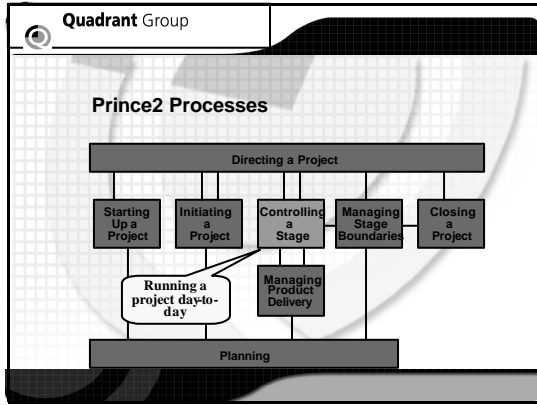 Quadrant Group
Prince2 Processes
Directing a Project
Starting
Up a
Project
Initiating
a
Project
Controlling
a
Stage
Managing
Stage
Boundaries
Closing
a
Project
Running a
project day-to-
day
Managing
Product
Delivery
Planning